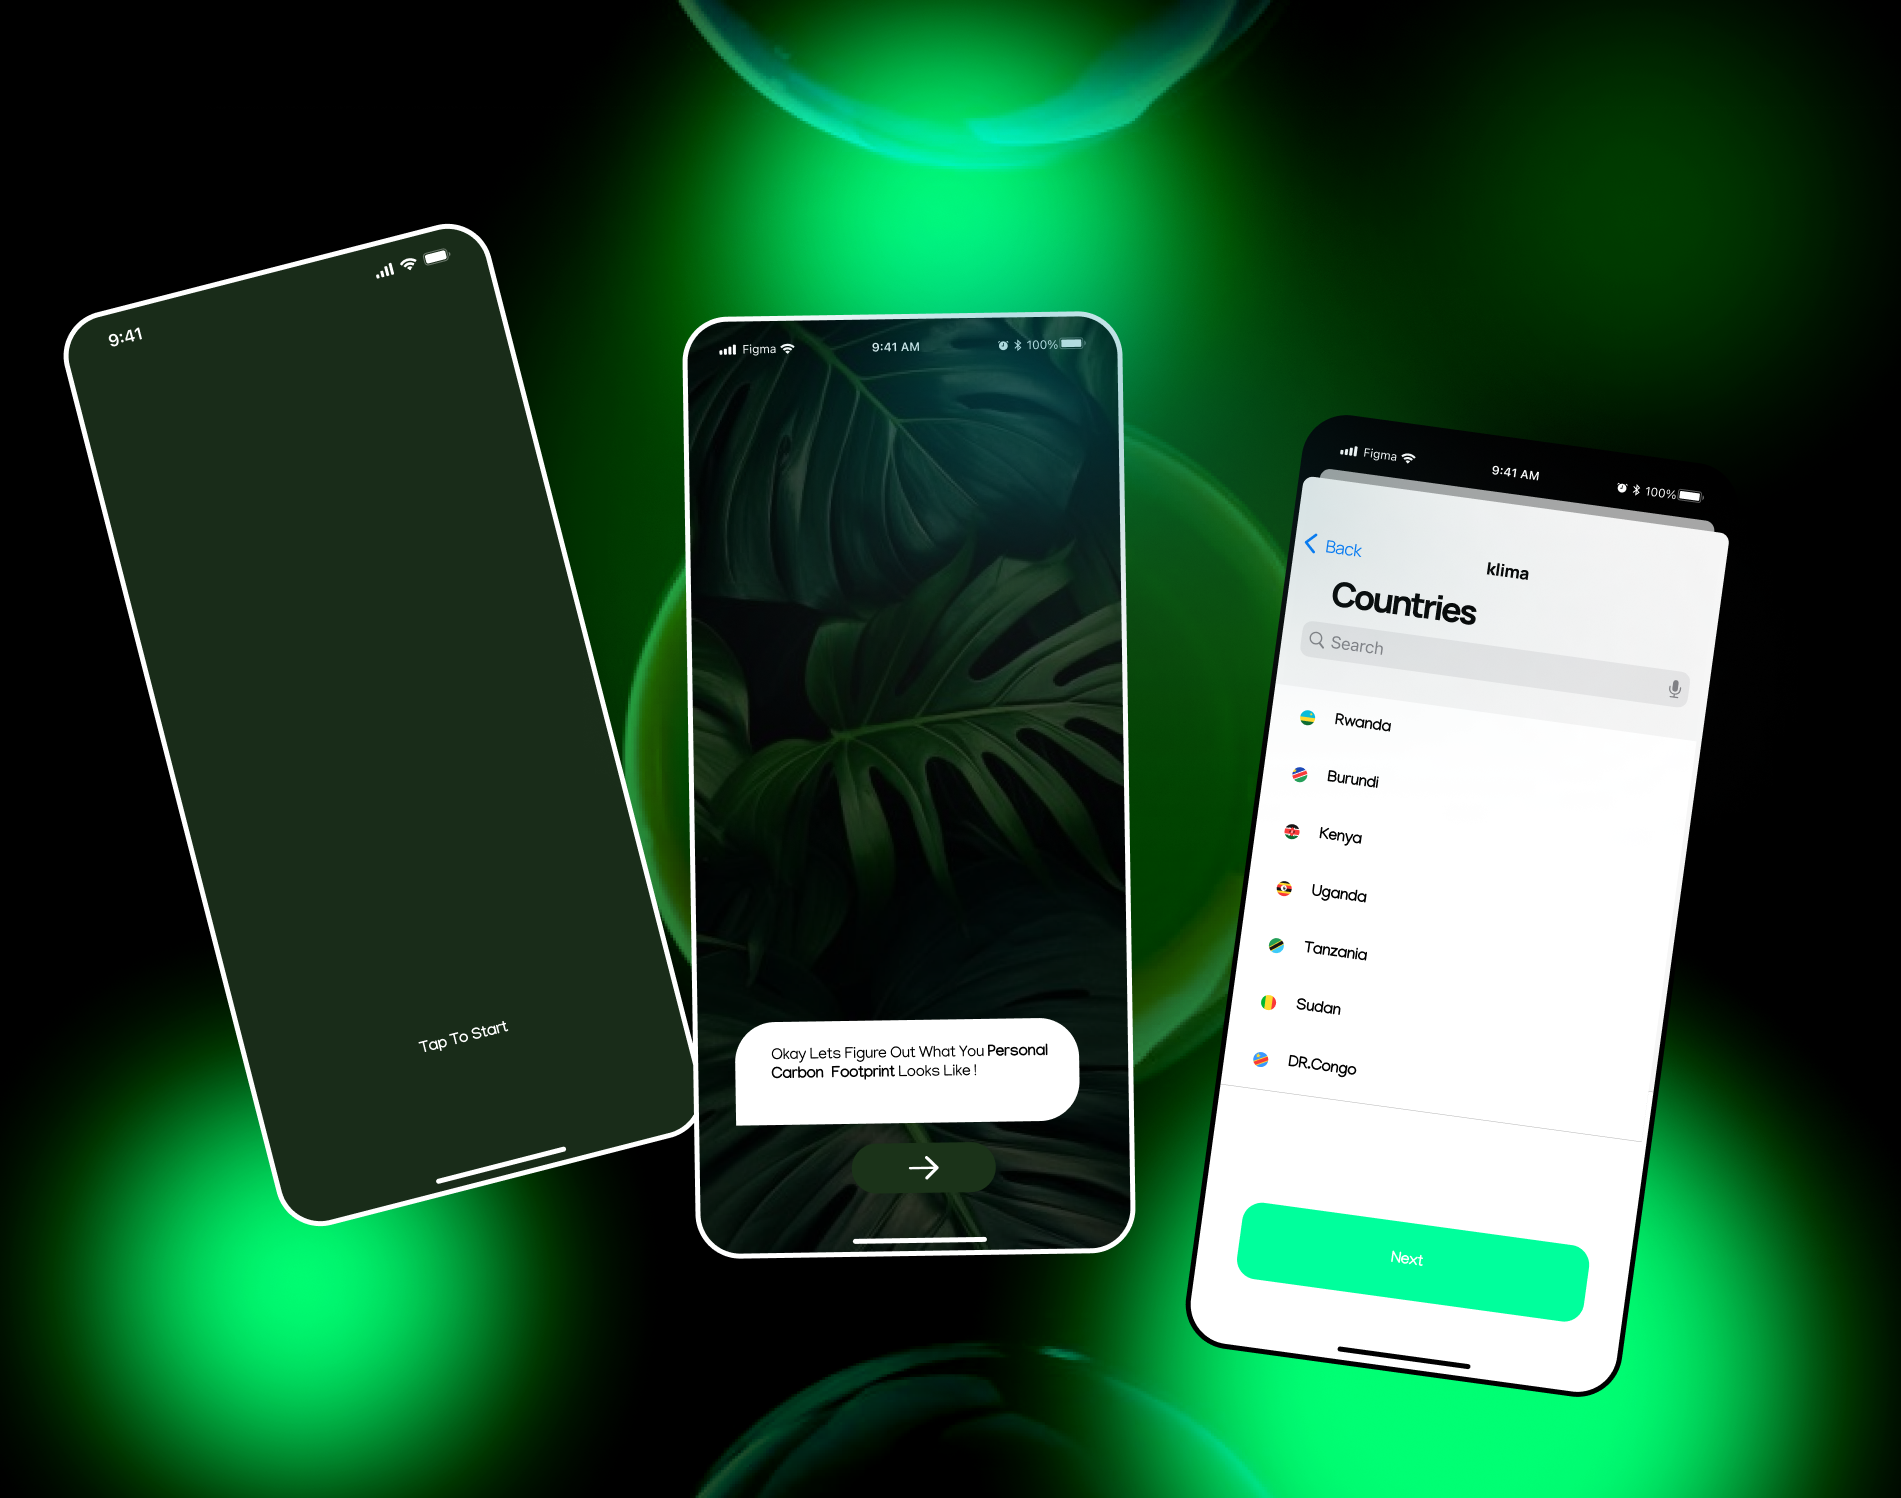 9:41
Tap To Start
Figma
9:41 AM
100%
Okay Lets Figure Out What You Personal
Carbon Footprint Looks Like !
Figma
9:41 AM
100%
Back
klima
Countries
Search
Rwanda
Burundi
Kenya
Uganda
Tanzania
Sudan
DR.Congo
Next